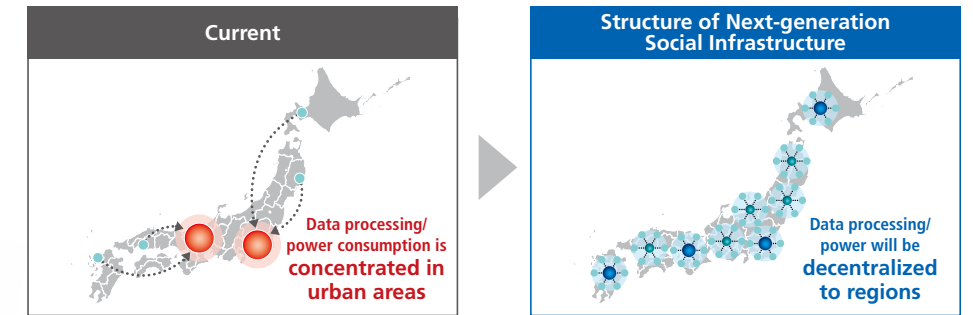 Current
Data processing/
power consumption is
concentrated in
urban areas
Structure of Next-generation
Social Infrastructure
Data processing/
power will be
decentralized
to regions